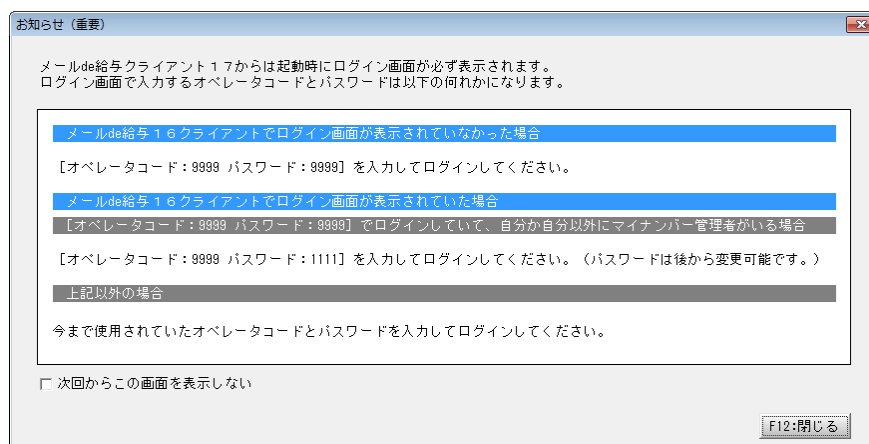 お知らせ（重要）
メールde給与クライアント１７からは起動時にログイン画面が必ず表示されます。
ログイン画面で入力するオペレータコードとパスワードは以下の何れかになります。
メールde給与１６クライアントでログイン画面が表示されていなかった場合
［オペレータコード：9999 パスワード：9999］を入力してログインしてください。
メールde給与１６クライアントでログイン画面が表示されていた場合
［オペレータコード：9999 パスワード：9999］でログインしていて、自分か自分以外にマイナンバー管理者がいる場合
［オペレータコード：9999 パスワード：1111］を入力してログインしてください。（パスワードは後から変更可能です。）
上記以外の場合
今まで使用されていたオペレータコードとパスワードを入力してログインしてください。
次回からこの画面を表示しない
F12:閉じる